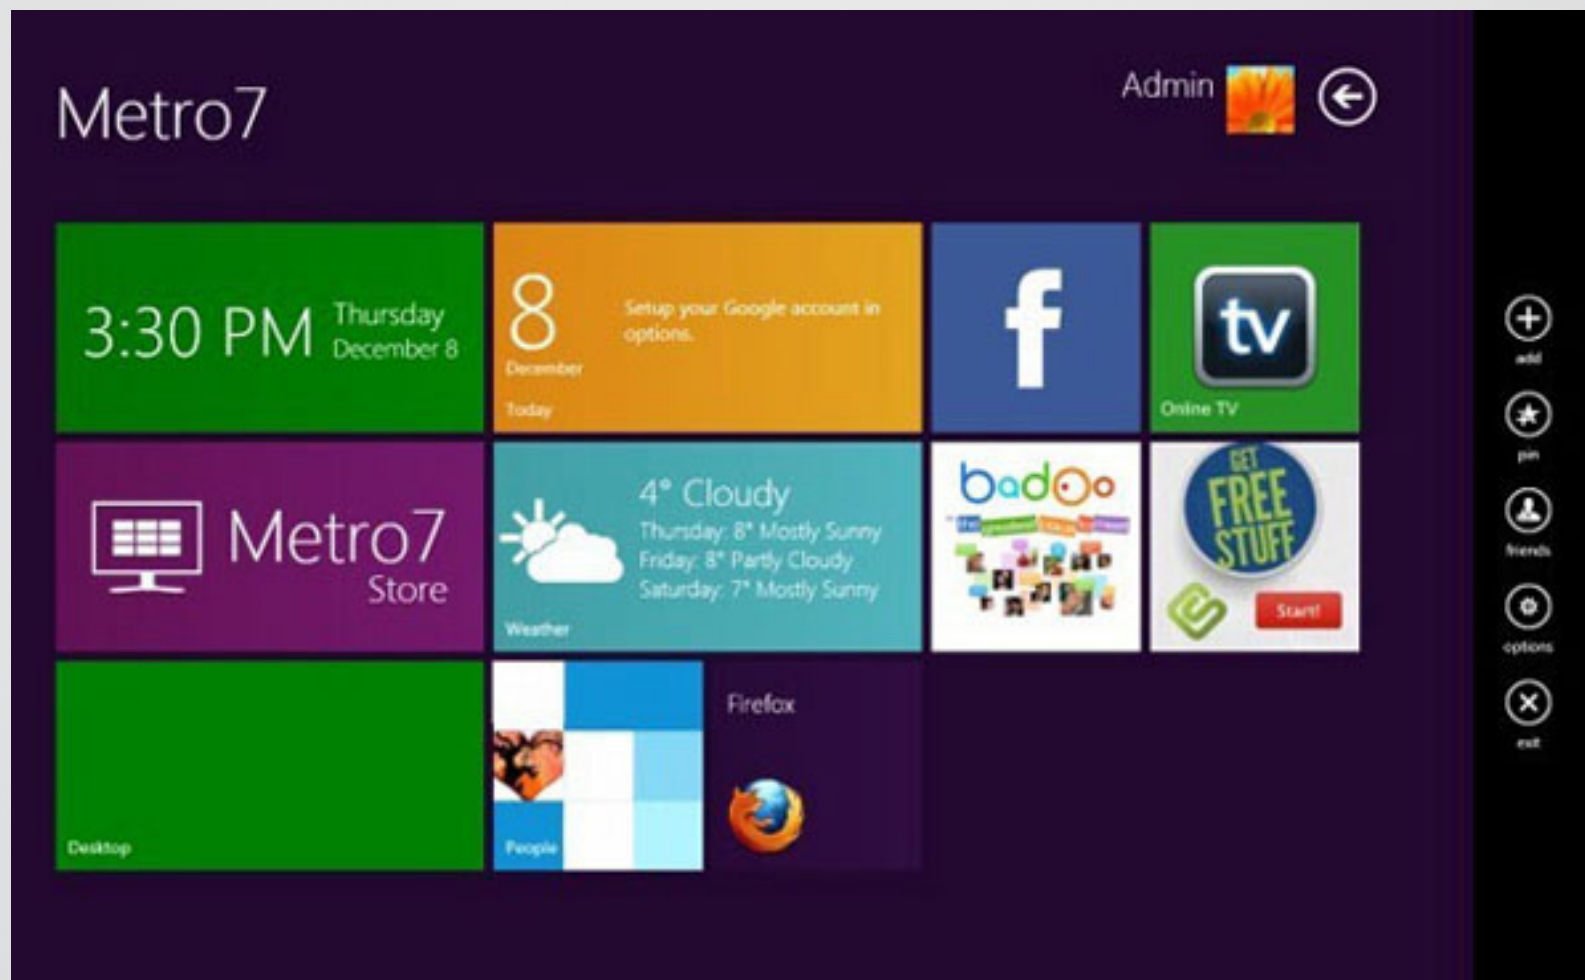 Metro7
Admin
3:30 PM
Thursday
December 8
8
December
Today
Setup your Google account in
options.
f
tv
Online TV
Metro7
Store
4° Cloudy
Thursday: 8° Mostly Sunny
Friday: 8° Partly Cloudy
Saturday: 7° Mostly Sunny
Weather
badoo
GET
FREE
STUFF
Start!
Desktop
People
Firefox
add
pin
friends
options
exit